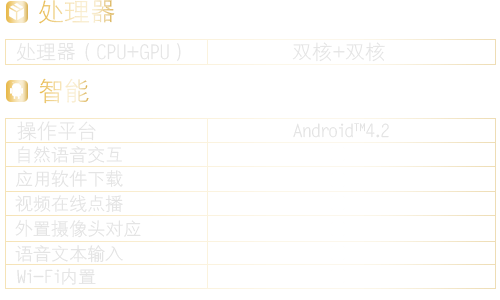 处理器
处理器（CPU+GPU） 双核+双核
智能
操作平台 Android™4.2
自然语音交互
应用软件下载
视频在线点播
外置摄像头对应
语音文本输入
Wi-Fi内置